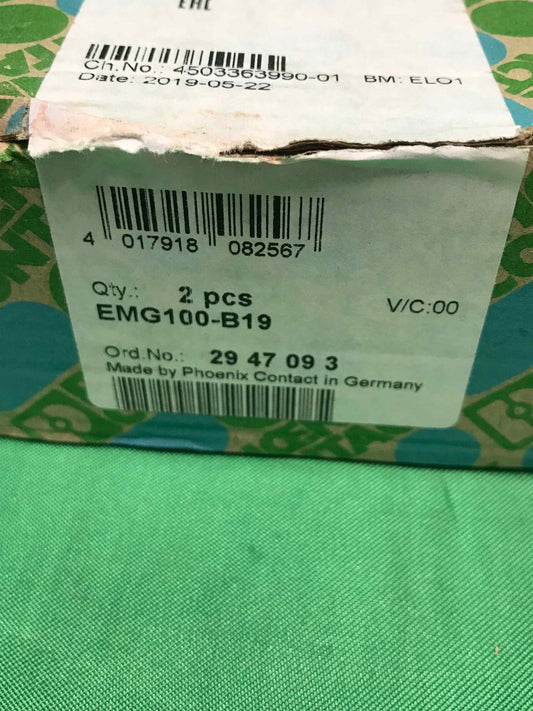 EAC
Ch.No.: 4503363990-01 BM: EL01
Date: 2019-05-22
4 017918 082567
Qty.: 2 pcs
V/C:00
EMG100-B19
Ord.No.: 29 47 09 3
Made by Phoenix Contact in Germany